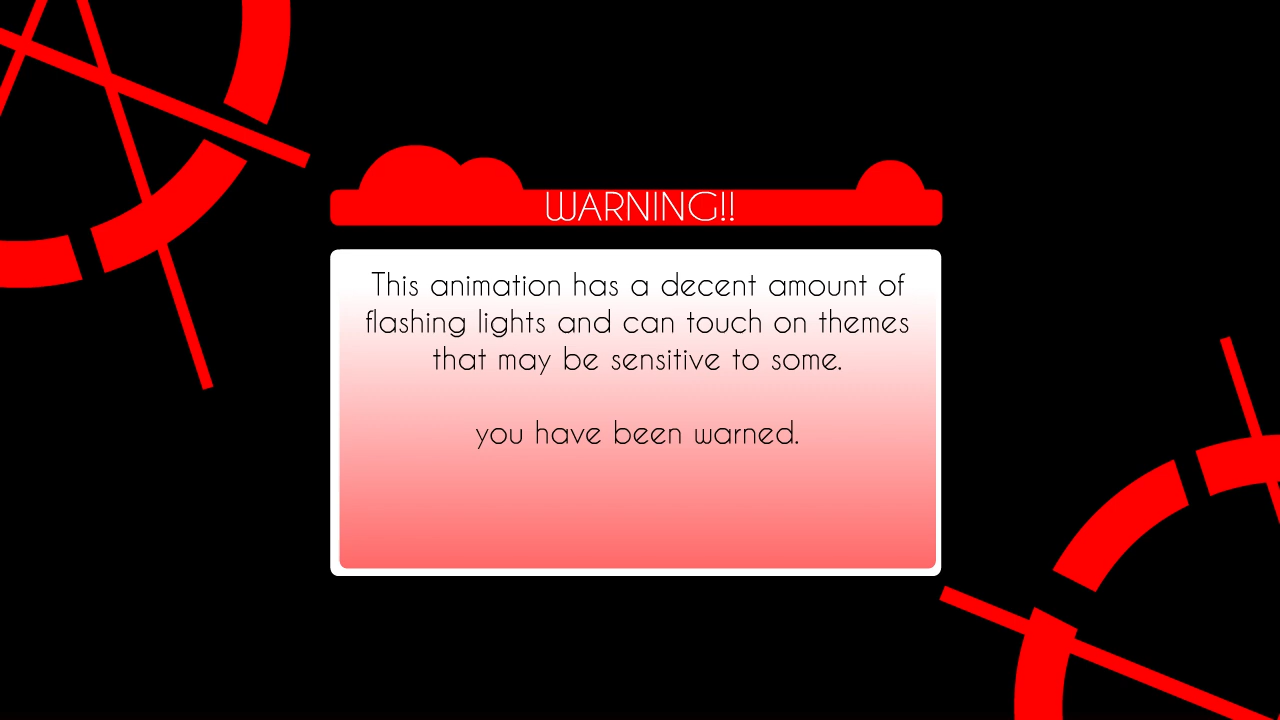 WARNING!!
This animation has a decent amount of
flashing lights and can touch on themes
that may be sensitive to some.
you have been warned.